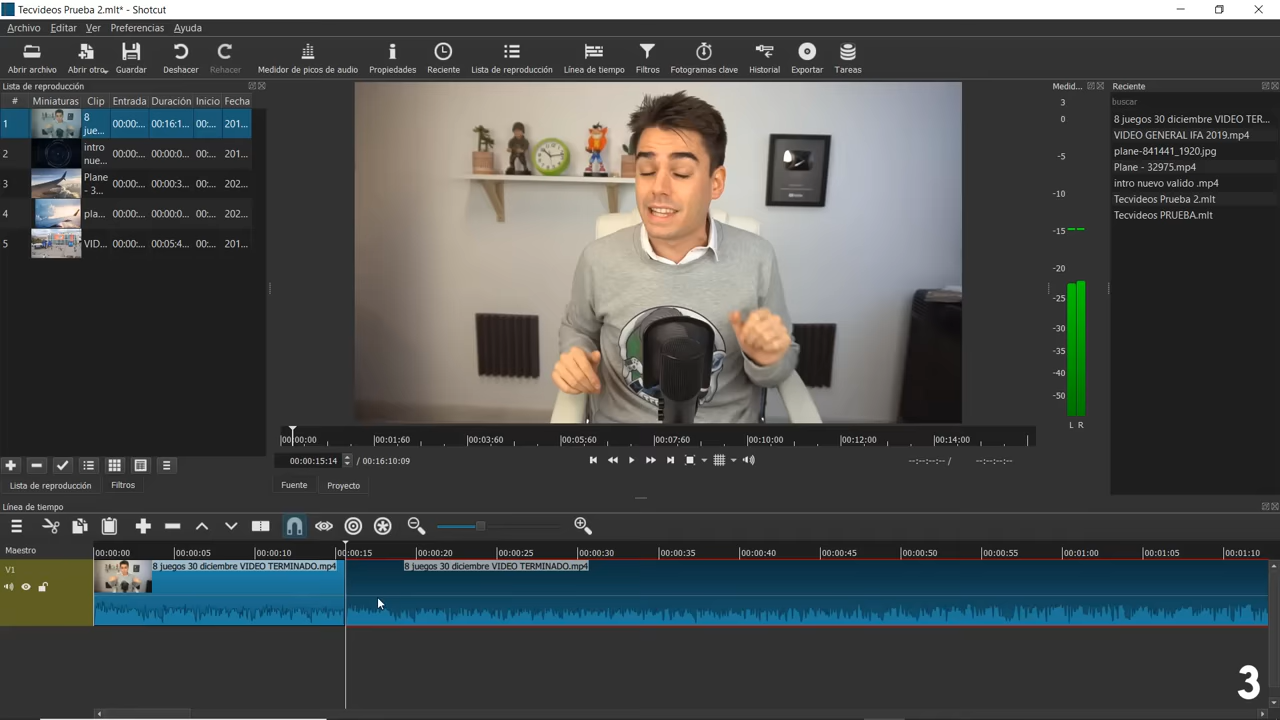 Tecvideos Prueba 2.mlt* - Shotcut
Archivo Editar Ver Preferencias Ayuda
Abrir archivo Abrir otro... Guardar Deshacer Rehacer Medidor de picos de audio Propiedades Reciente Lista de reproducción Línea de tiempo Filtros Fotogramas clave Historial Exportar Tareas
Lista de reproducción
# Miniaturas Clip Entrada Duración Inicio Fecha
1 8 jue... 00:00:... 00:16:1... 00:... 201...
2 intro nue... 00:00:... 00:00:0... 00:... 201...
3 Plane - 3... 00:00:... 00:00:3... 00:... 202...
4 pla... 00:00:... 00:00:0... 00:... 202...
5 VID... 00:00:... 00:05:4... 00:... 201...
Lista de reproducción Filtros
00:00:00 00:01:60 00:03:60 00:05:60 00:07:60 00:10:00 00:12:00 00:14:00
00:00:15:14 / 00:16:10:09 --:--:--:-- / --:--:--:--
Fuente Proyecto
Medid...
3
0
-5
-10
-15
-20
-25
-30
-35
-40
-50
L R
Reciente
buscar
8 juegos 30 diciembre VIDEO TER...
VIDEO GENERAL IFA 2019.mp4
plane-841441_1920.jpg
Plane - 32975.mp4
intro nuevo valido .mp4
Tecvideos Prueba 2.mlt
Tecvideos PRUEBA.mlt
Línea de tiempo
Maestro 00:00:00 00:00:05 00:00:10 00:00:15 00:00:20 00:00:25 00:00:30 00:00:35 00:00:40 00:00:45 00:00:50 00:00:55 00:01:00 00:01:05 00:01:10
V1 8 juegos 30 diciembre VIDEO TERMINADO.mp4 8 juegos 30 diciembre VIDEO TERMINADO.mp4
3